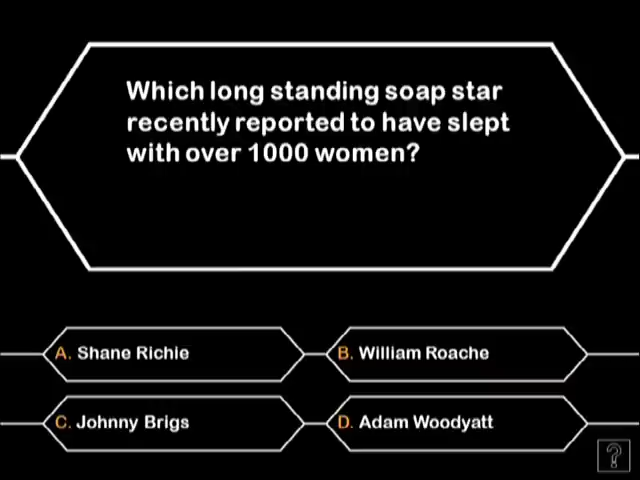 Which long standing soap star
recently reported to have slept
with over 1000 women?
A. Shane Richie
B. William Roache
C. Johnny Brigs
D. Adam Woodyatt
?